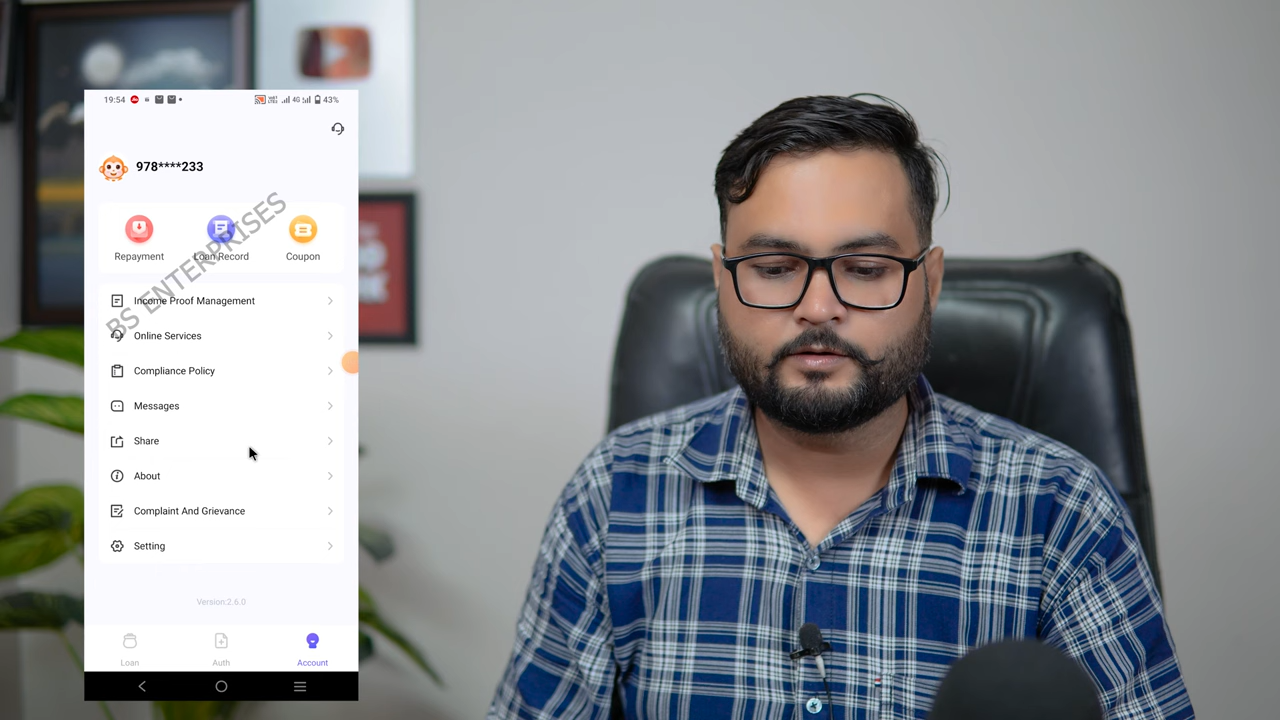 19:54
4G 43%
978****233
Repayment Loan Record Coupon
BS ENTERPRISES
Income Proof Management
Online Services
Compliance Policy
Messages
Share
About
Complaint And Grievance
Setting
Version:2.6.0
Loan Auth Account